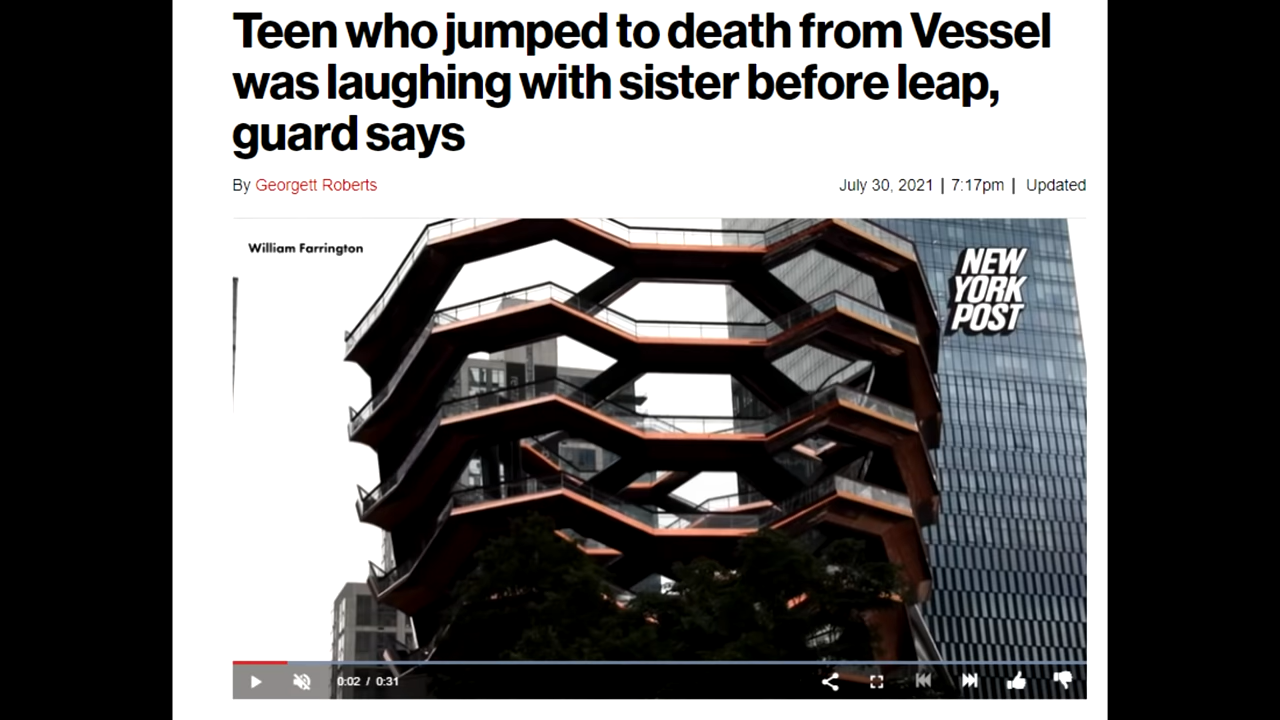 Teen who jumped to death from Vessel
was laughing with sister before leap,
guard says
By Georgett Roberts
July 30, 2021 | 7:17pm | Updated
William Farrington
NEW
YORK
POST
0:02 / 0:31